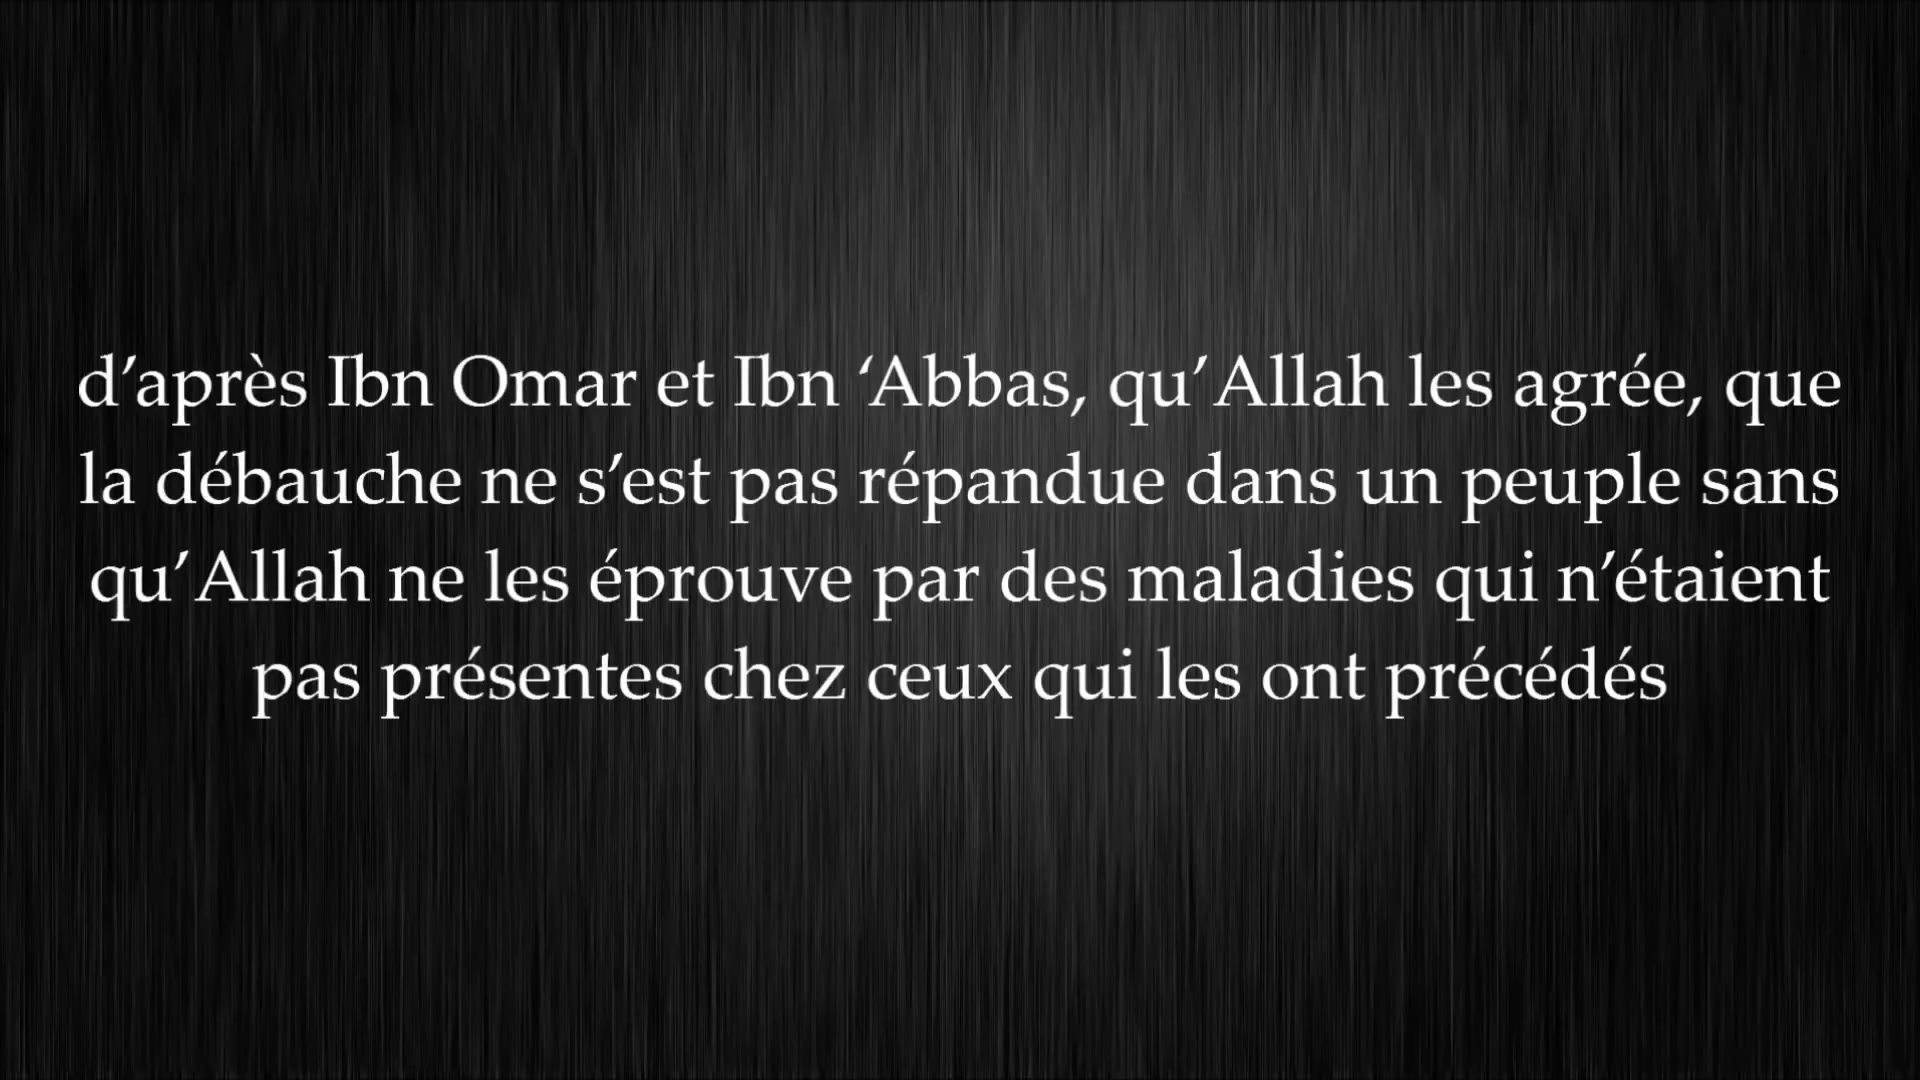 d’après Ibn Omar et Ibn ‘Abbas, qu’Allah les agrée, que
la débauche ne s’est pas répandue dans un peuple sans
qu’Allah ne les éprouve par des maladies qui n’étaient
pas présentes chez ceux qui les ont précédés